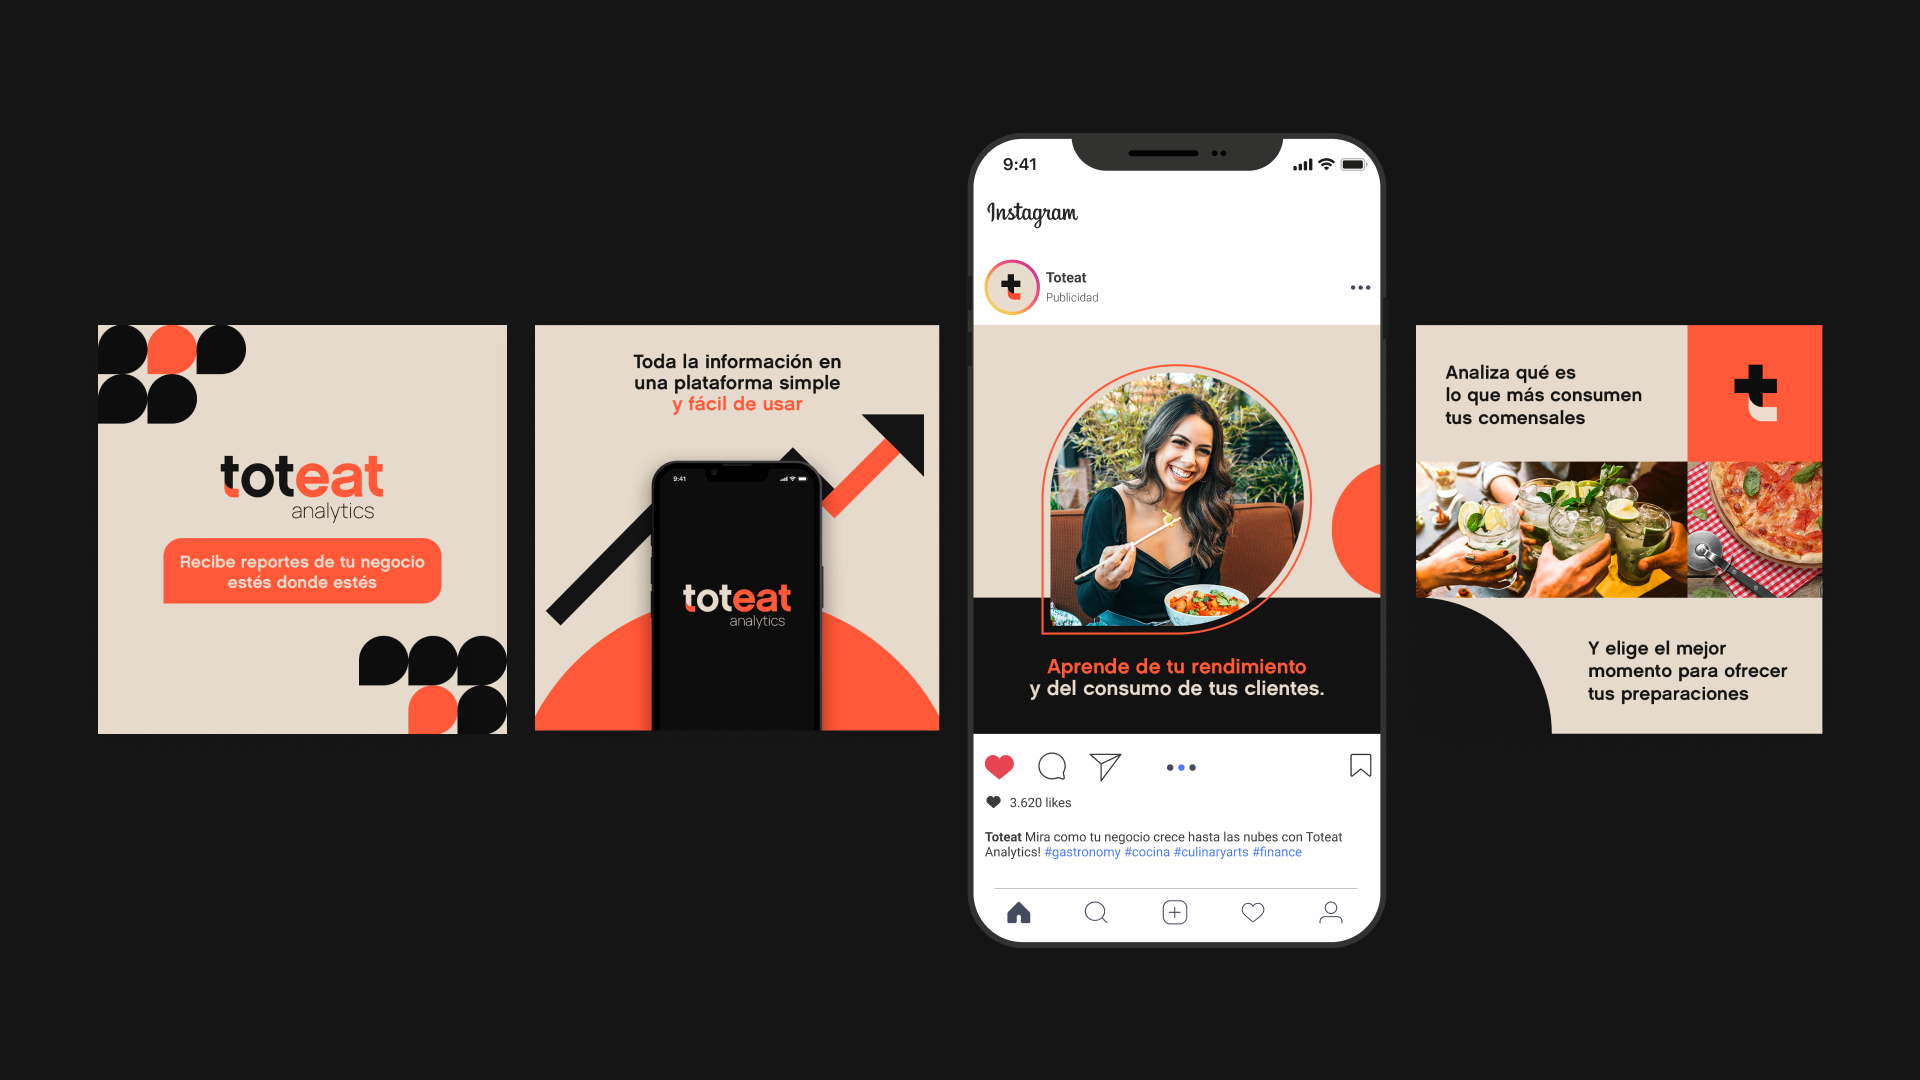 toteat
analytics
Recibe reportes de tu negocio
estés donde estés
Toda la información en
una plataforma simple
y fácil de usar
9:41
toteat
analytics
9:41
Instagram
Toteat
Publicidad
Aprende de tu rendimiento
y del consumo de tus clientes.
3.620 likes
Toteat Mira como tu negocio crece hasta las nubes con Toteat
Analytics! #gastronomy #cocina #culinaryarts #finance
Analiza qué es
lo que más consumen
tus comensales
t
Y elige el mejor
momento para ofrecer
tus preparaciones